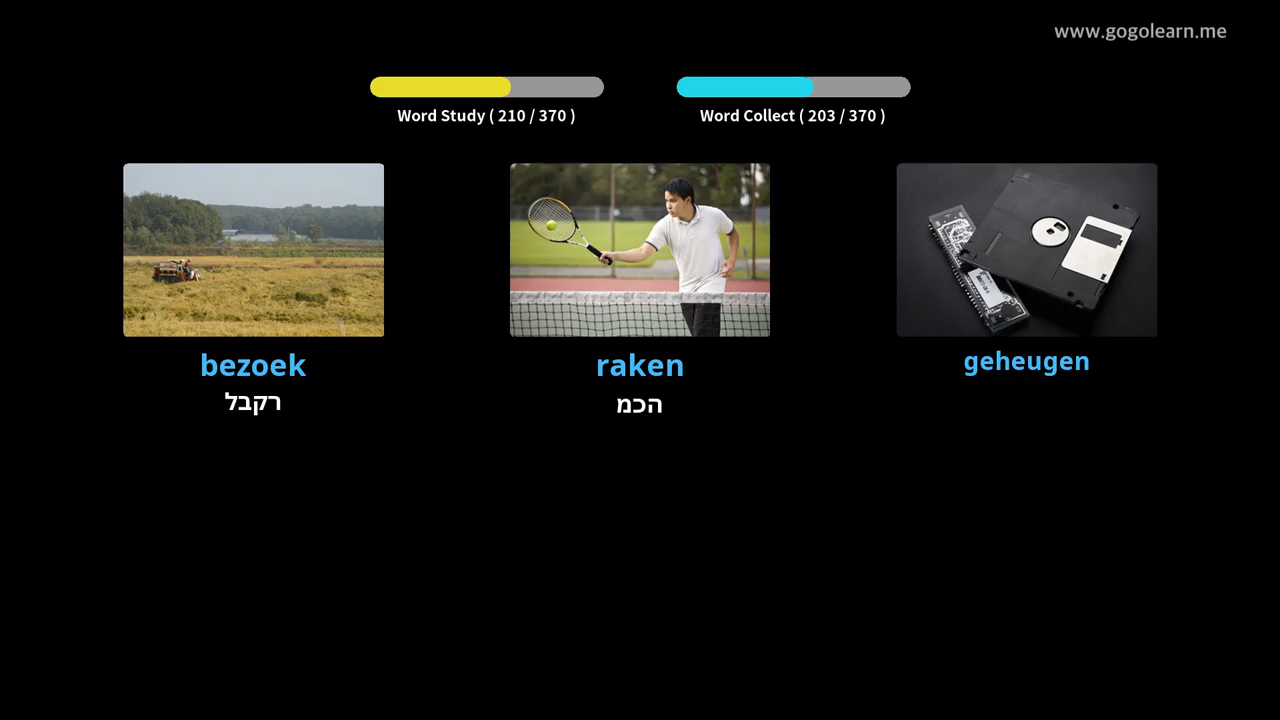 www.gogolearn.me
Word Study ( 210 / 370 )
Word Collect ( 203 / 370 )
bezoek
רקבל
raken
הכמ
geheugen